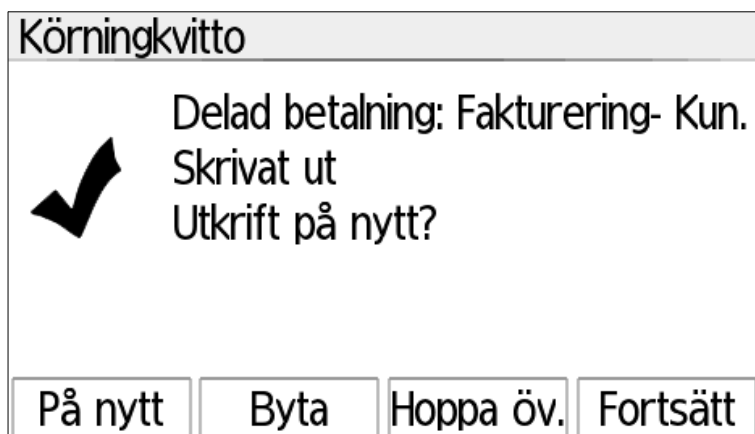 Körningkvitto
Delad betalning: Fakturering- Kun.
Skrivat ut
Utkrift på nytt?
På nytt Byta Hoppa öv. Fortsätt